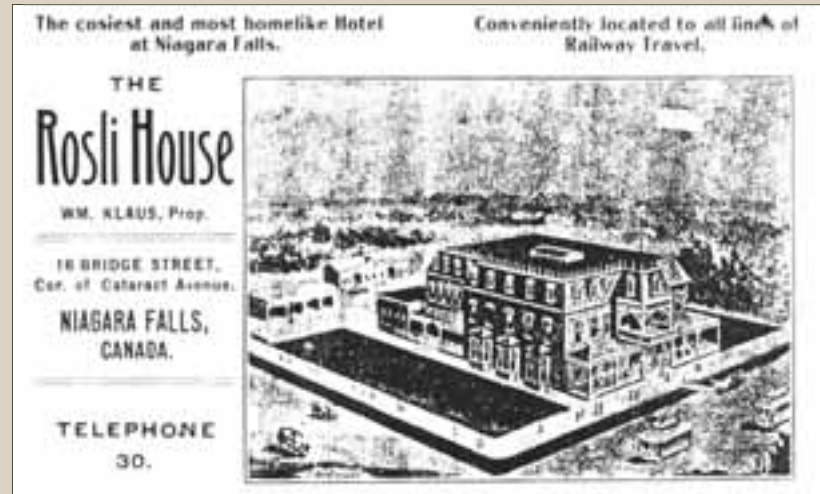 The cosiest and most homelike Hotel
at Niagara Falls.
Conveniently located to all lines of
Railway Travel.
THE
Rosli House
WM. KLAUS, Prop.
16 BRIDGE STREET,
Cor. of Cataract Avenue.
NIAGARA FALLS,
CANADA.
TELEPHONE
30.